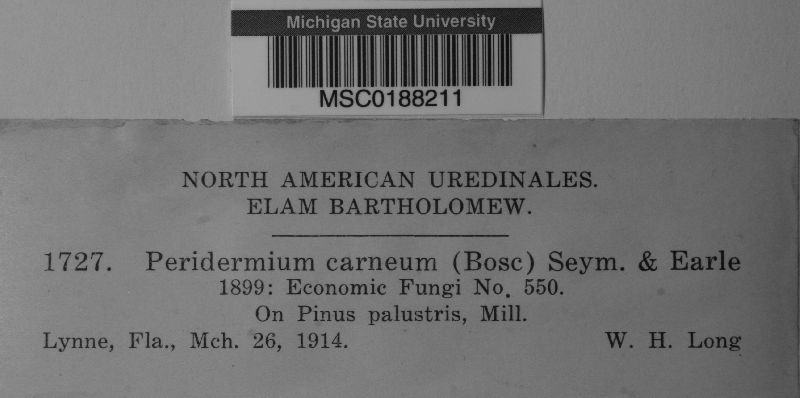 Michigan State University
MSC0188211
NORTH AMERICAN UREDINALES.
ELAM BARTHOLOMEW.
1727. Peridermium carneum (Bosc) Seym. & Earle
1899: Economic Fungi No. 550.
On Pinus palustris, Mill.
Lynne, Fla., Mch. 26, 1914. W. H. Long